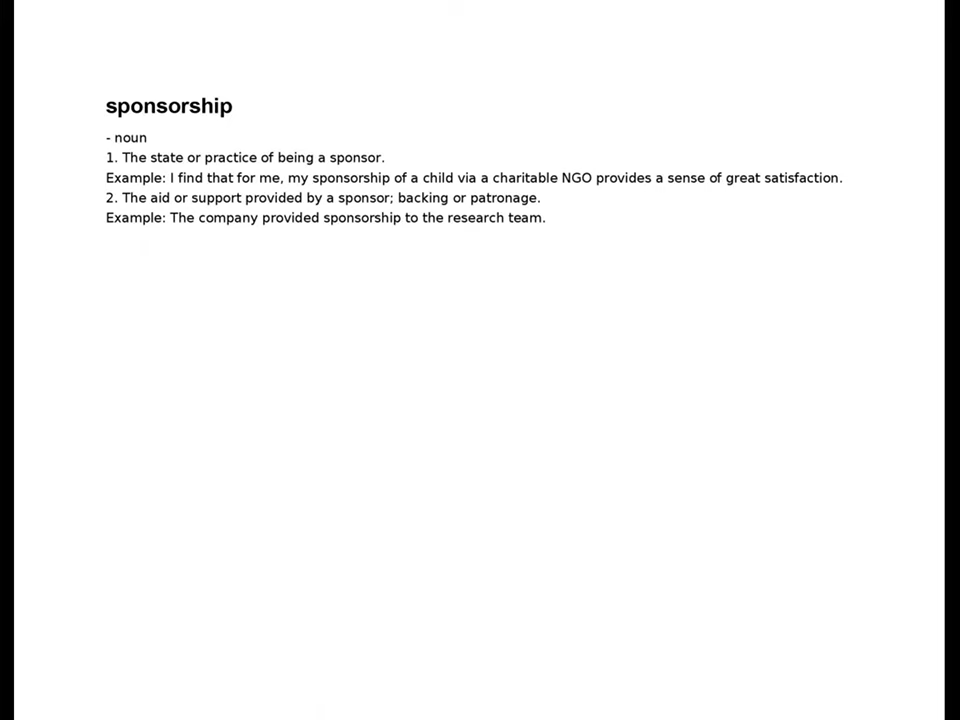 sponsorship
- noun
1. The state or practice of being a sponsor.
Example: I find that for me, my sponsorship of a child via a charitable NGO provides a sense of great satisfaction.
2. The aid or support provided by a sponsor; backing or patronage.
Example: The company provided sponsorship to the research team.